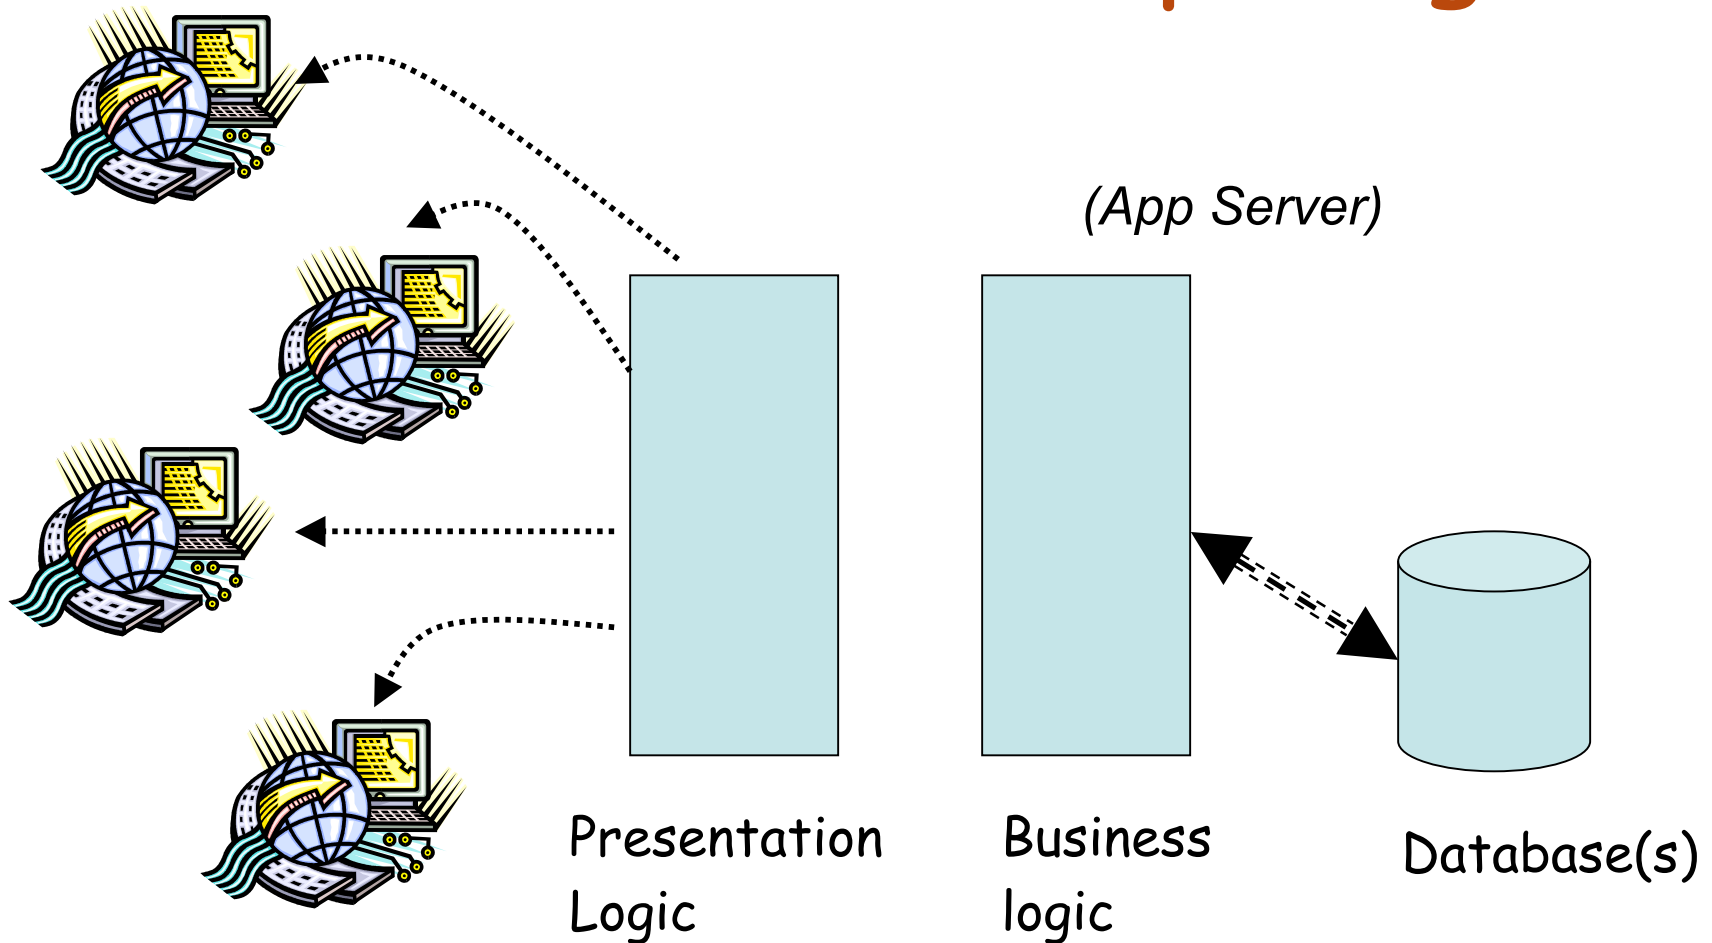 (App Server)
Presentation
Logic
Business
logic
Database(s)